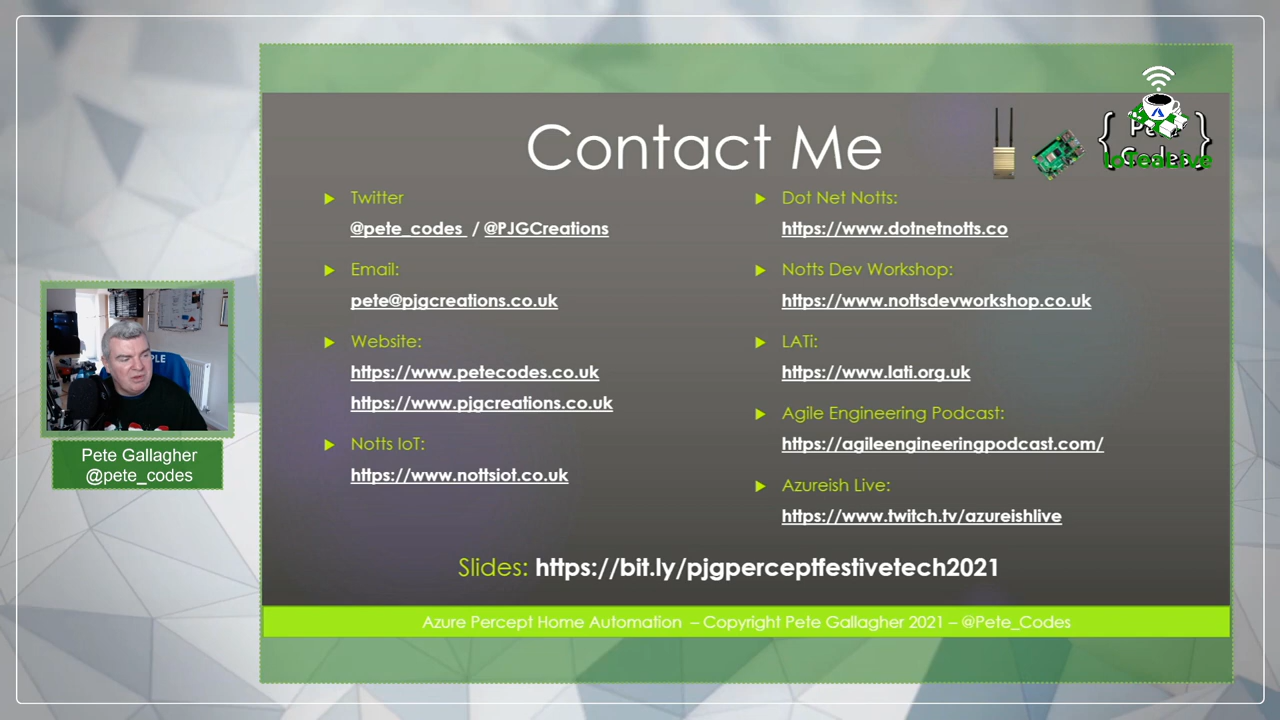 Contact Me
{ Pete Codes }
IoTeaLive
Twitter
@pete_codes / @PJGCreations
Email:
pete@pjgcreations.co.uk
Website:
https://www.petecodes.co.uk
https://www.pjgcreations.co.uk
Notts IoT:
https://www.nottsiot.co.uk
Dot Net Notts:
https://www.dotnetnotts.co
Notts Dev Workshop:
https://www.nottsdevworkshop.co.uk
LATi:
https://www.lati.org.uk
Agile Engineering Podcast:
https://agileengineeringpodcast.com/
Azureish Live:
https://www.twitch.tv/azureishlive
Slides: https://bit.ly/pjgperceptfestivetech2021
Azure Percept Home Automation – Copyright Pete Gallagher 2021 – @Pete_Codes
PLE
Pete Gallagher
@pete_codes